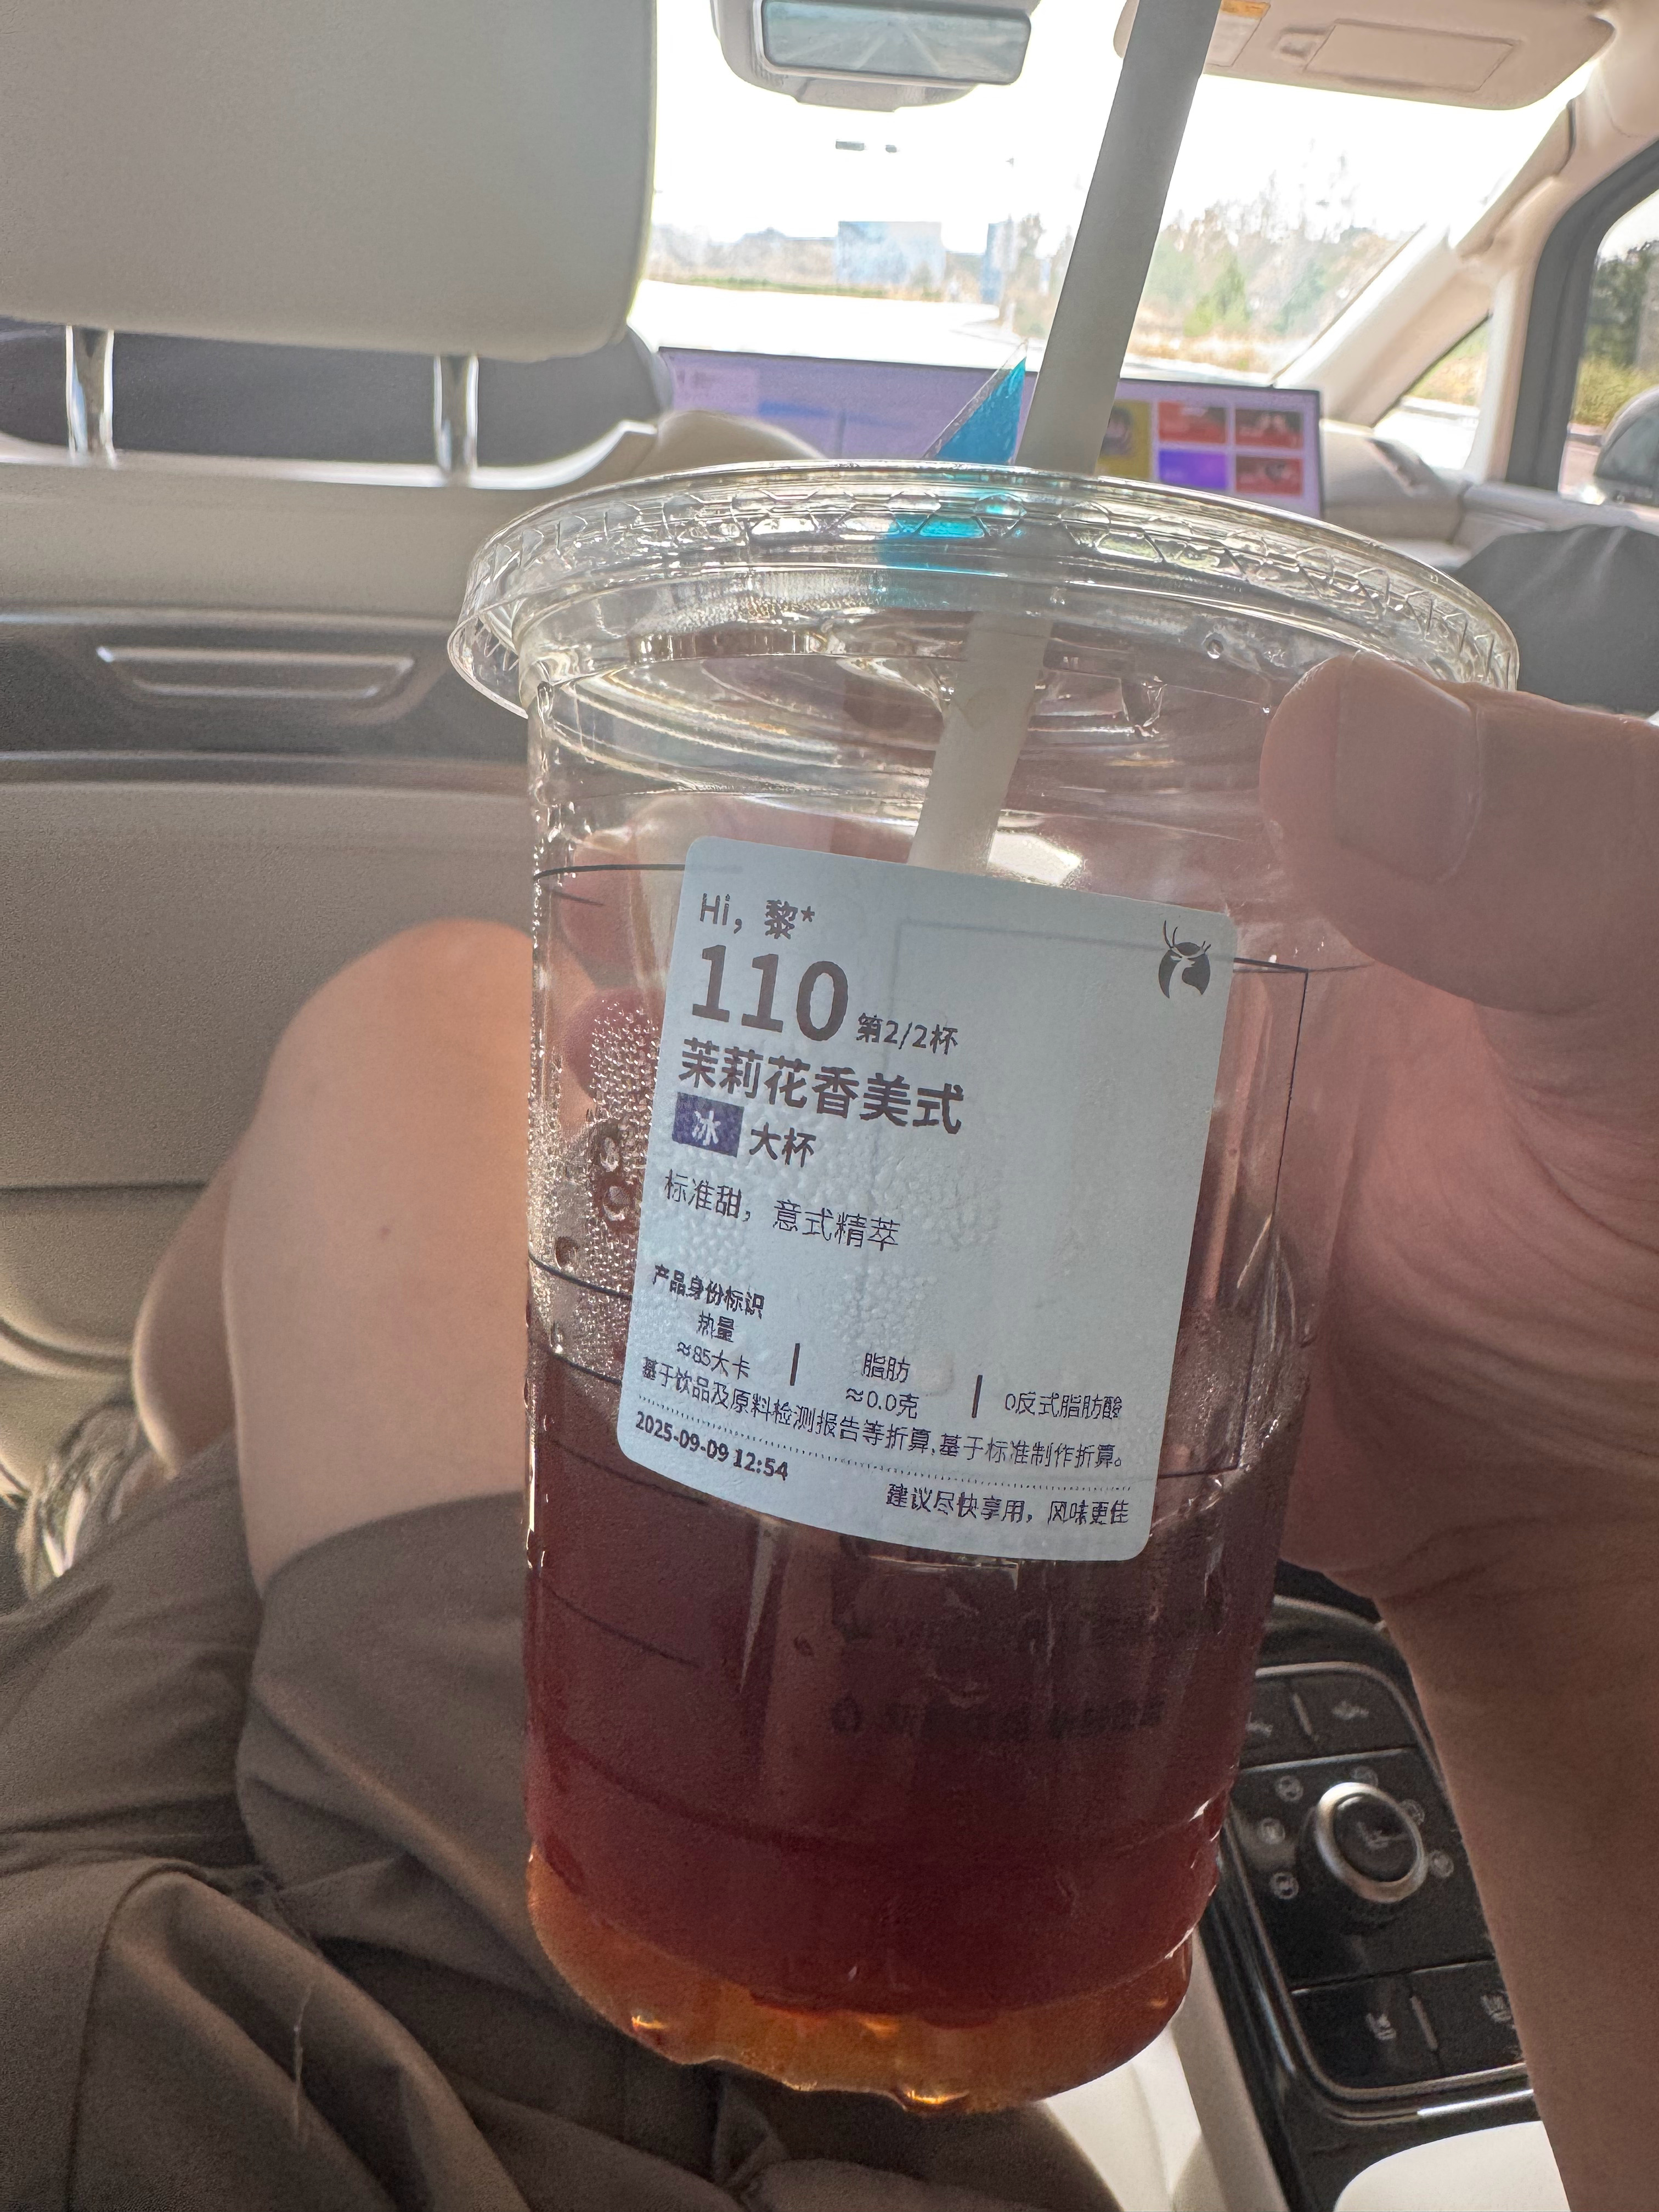 Hi，黎*
110 第2/2杯
茉莉花香美式
冰 大杯
标准甜，意式精萃
产品身份标识
热量 脂肪
≈85大卡 | ≈0.0克 | 0反式脂肪酸
基于饮品及原料检测报告等折算,基于标准制作折算。
2025-09-09 12:54
建议尽快享用，风味更佳